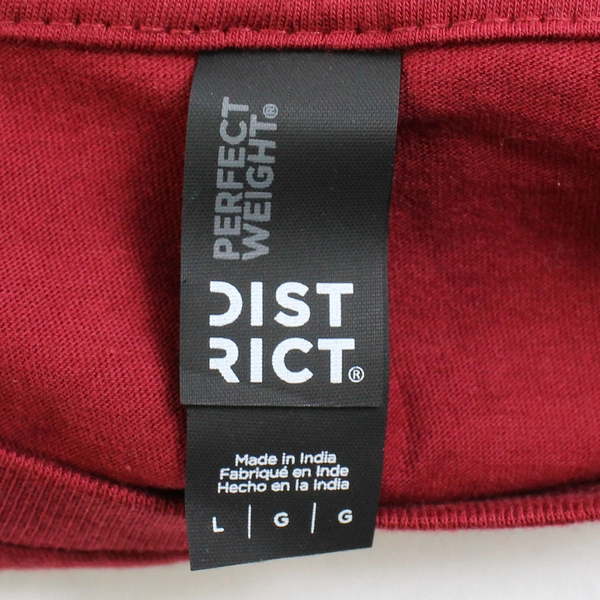 PERFECT
WEIGHT®
DIST
RICT®
Made in India
Fabriqué en Inde
Hecho en la India
L | G | G